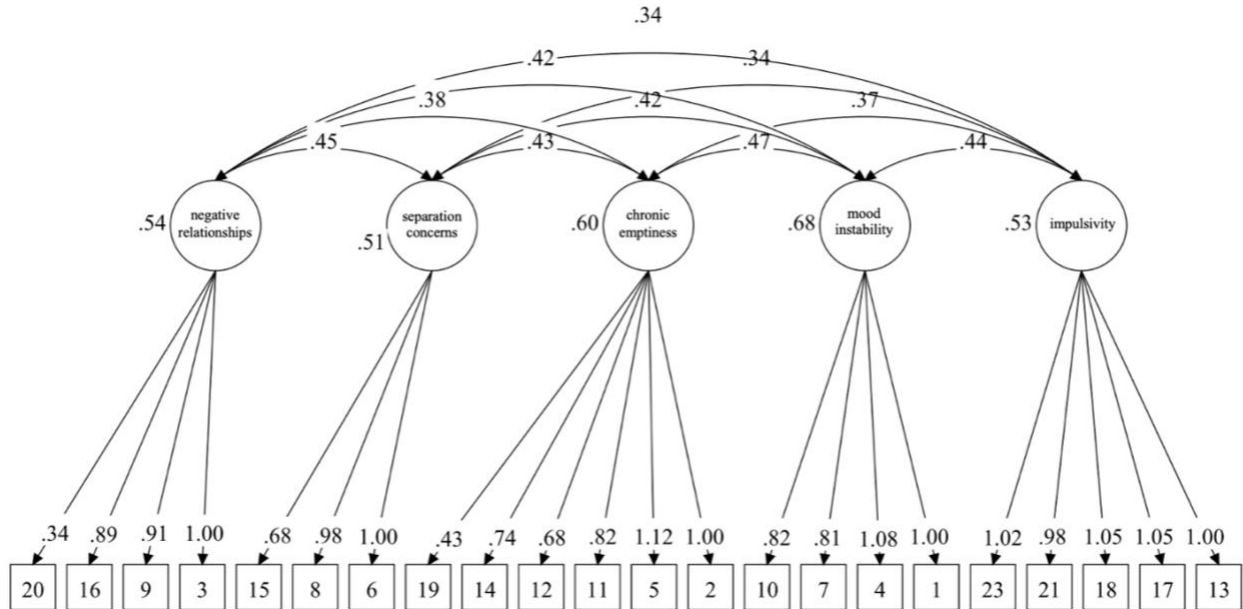 .34
.42 .34
.38 .42 .37
.45 .43 .47 .44
.54 negative relationships .51 separation concerns .60 chronic emptiness .68 mood instability .53 impulsivity
.34 .89 .91 1.00 .68 .98 1.00 .43 .74 .68 .82 1.12 1.00 .82 .81 1.08 1.00 1.02 .98 1.05 1.05 1.00
20 16 9 3 15 8 6 19 14 12 11 5 2 10 7 4 1 23 21 18 17 13